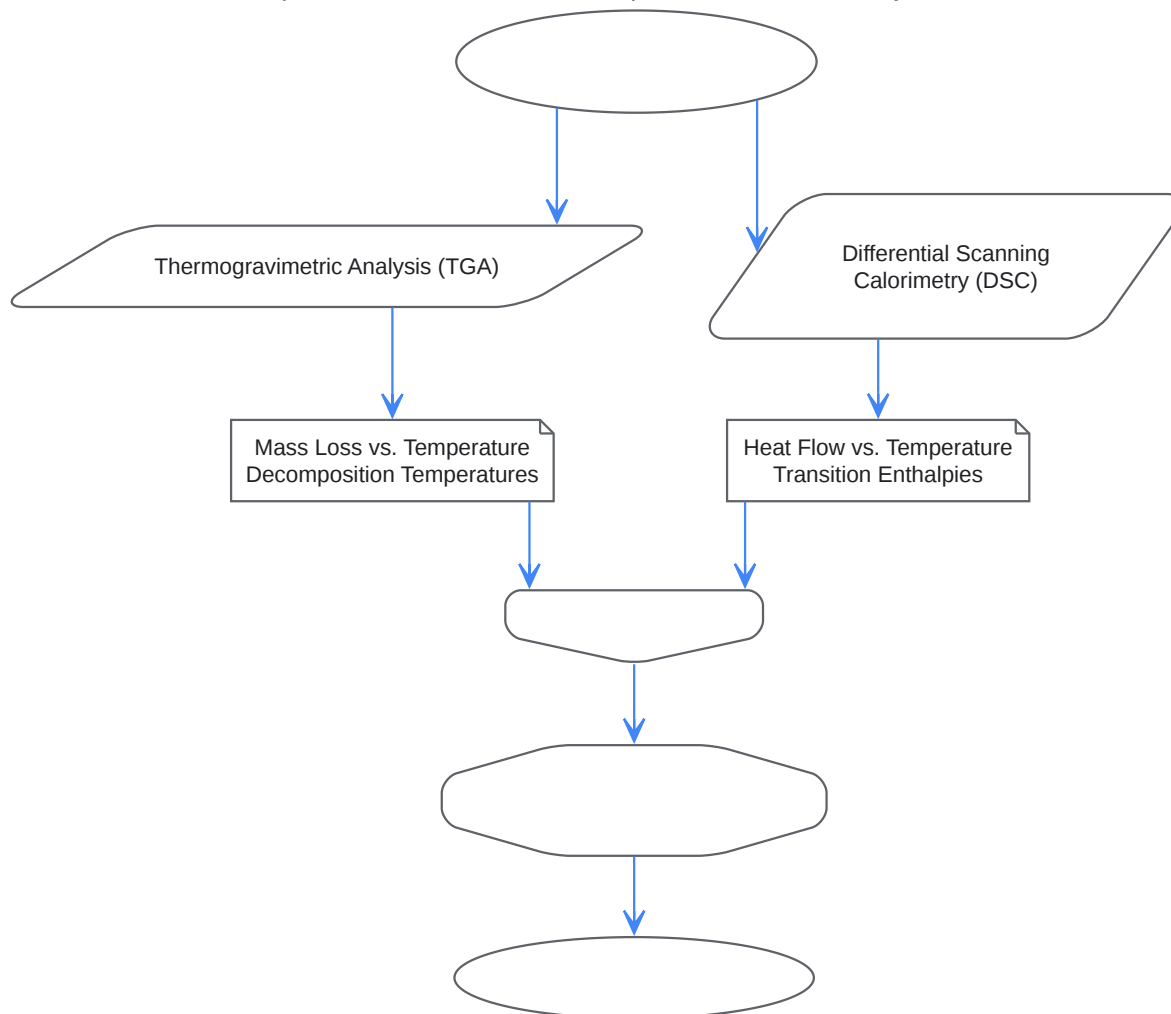 Thermogravimetric Analysis (TGA)
Differential Scanning
Calorimetry (DSC)
Mass Loss vs. Temperature
Decomposition Temperatures
Heat Flow vs. Temperature
Transition Enthalpies